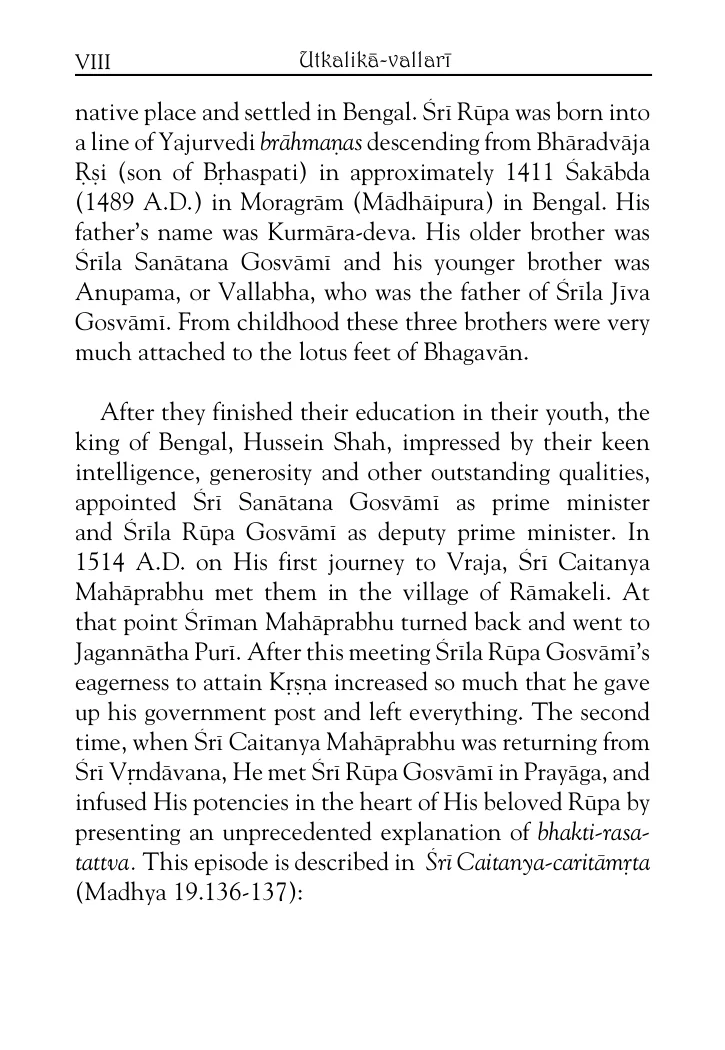 VIII Utkalikā-vallarī
native place and settled in Bengal. Śrī Rūpa was born into
a line of Yajurvedi brāhmaṇas descending from Bhāradvāja
Ṛṣi (son of Bṛhaspati) in approximately 1411 Śakābda
(1489 A.D.) in Moragrām (Mādhāipura) in Bengal. His
father’s name was Kurmāra-deva. His older brother was
Śrīla Sanātana Gosvāmī and his younger brother was
Anupama, or Vallabha, who was the father of Śrīla Jīva
Gosvāmī. From childhood these three brothers were very
much attached to the lotus feet of Bhagavān.
After they finished their education in their youth, the
king of Bengal, Hussein Shah, impressed by their keen
intelligence, generosity and other outstanding qualities,
appointed Śrī Sanātana Gosvāmī as prime minister
and Śrīla Rūpa Gosvāmī as deputy prime minister. In
1514 A.D. on His first journey to Vraja, Śrī Caitanya
Mahāprabhu met them in the village of Rāmakeli. At
that point Śrīman Mahāprabhu turned back and went to
Jagannātha Purī. After this meeting Śrīla Rūpa Gosvāmī’s
eagerness to attain Kṛṣṇa increased so much that he gave
up his government post and left everything. The second
time, when Śrī Caitanya Mahāprabhu was returning from
Śrī Vṛndāvana, He met Śrī Rūpa Gosvāmī in Prayāga, and
infused His potencies in the heart of His beloved Rūpa by
presenting an unprecedented explanation of bhakti-rasa-
tattva. This episode is described in Śrī Caitanya-caritāmṛta
(Madhya 19.136-137):